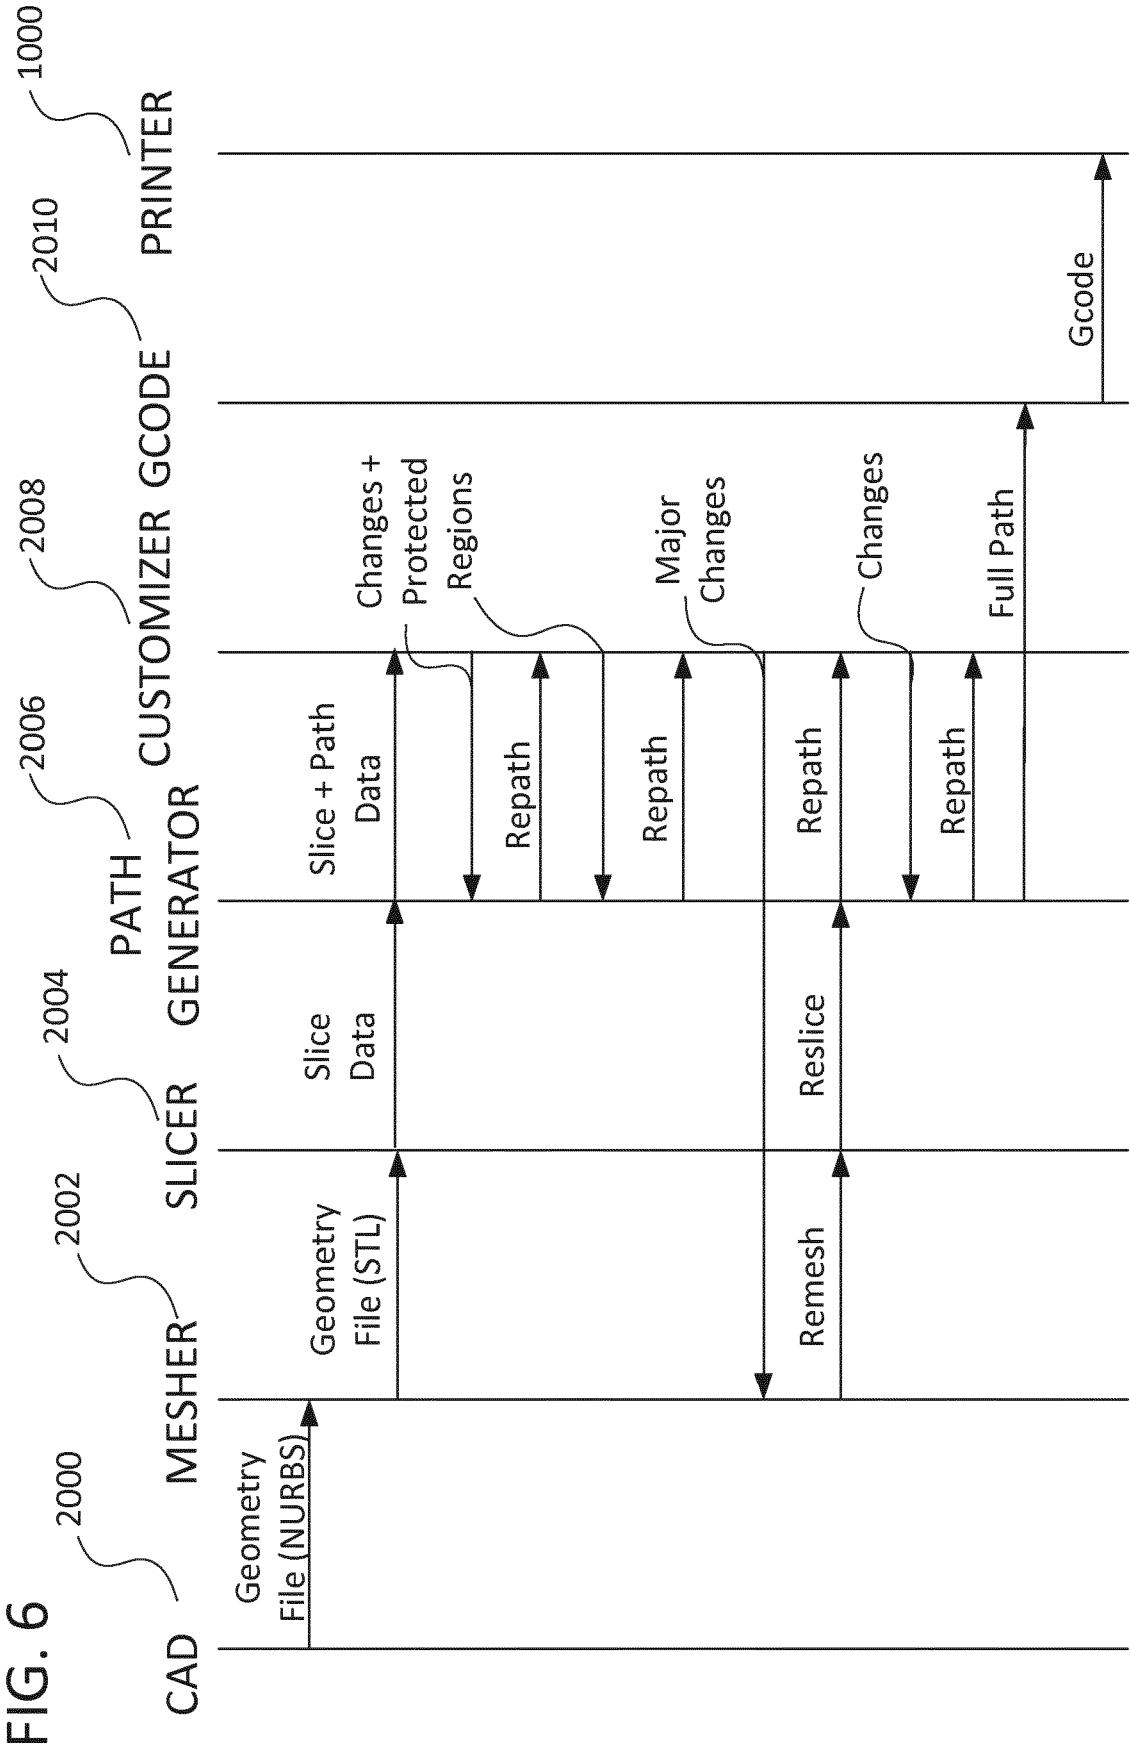 FIG. 6
2000
2002
2004
2006
2008
2010
1000
CAD
MESHER
SLICER
PATH
GENERATOR
CUSTOMIZER
GCODE
PRINTER
Geometry
File (NURBS)
Geometry
File (STL)
Slice
Data
Slice + Path
Data
Changes +
Protected
Regions
Repath
Repath
Major
Changes
Remesh
Reslice
Repath
Changes
Repath
Full Path
Gcode